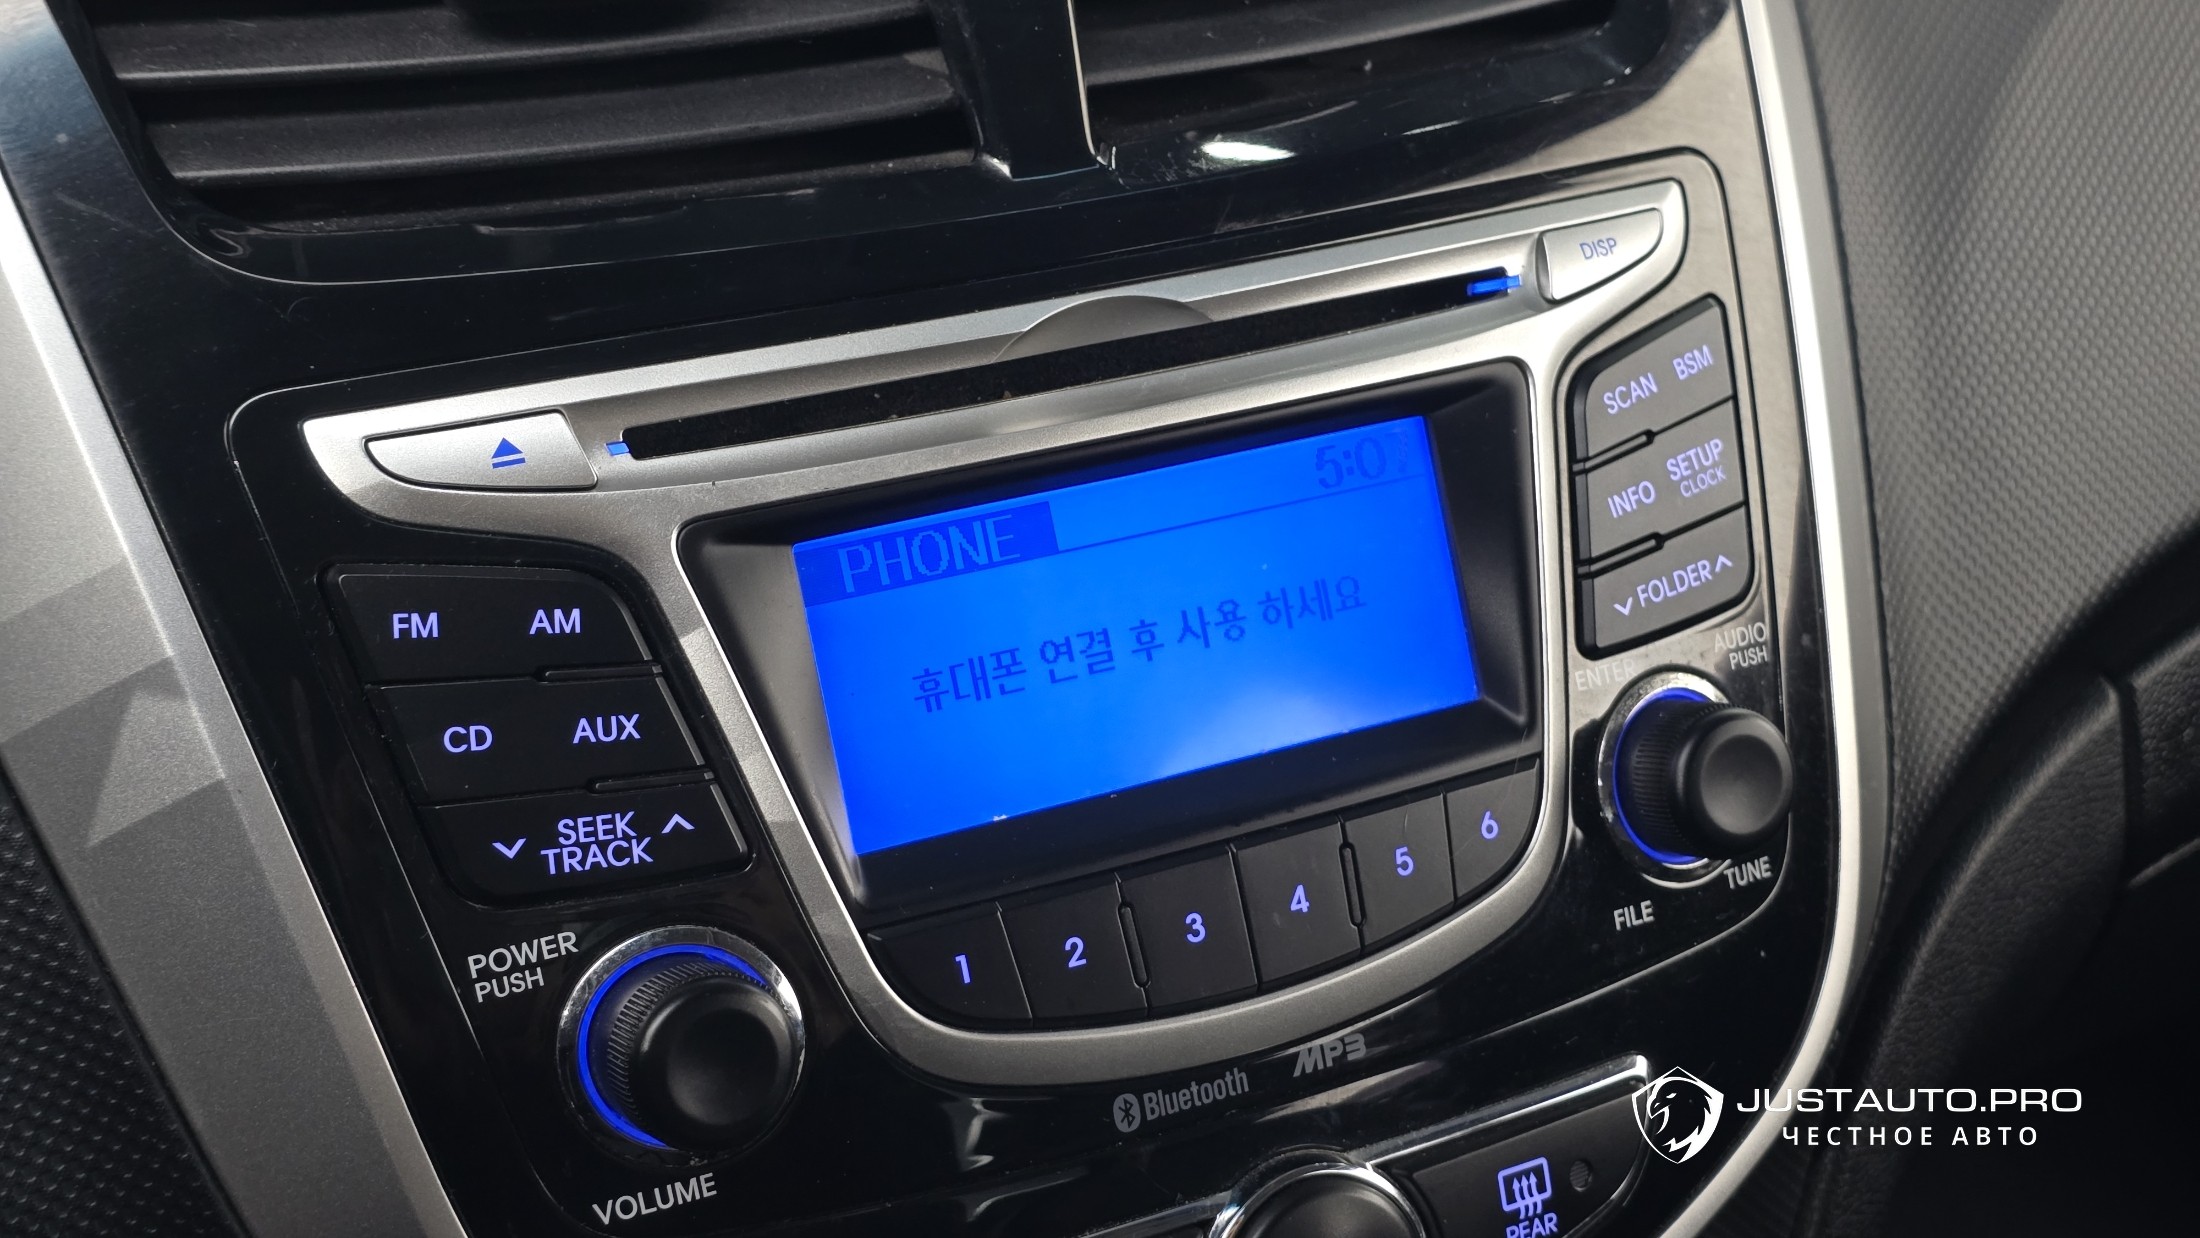 DISP
SCAN BSM
INFO SETUP
CLOCK
FOLDER
AUDIO
PUSH
ENTER
TUNE
FILE
PHONE
휴대폰 연결 후 사용 하세요
FM AM
CD AUX
SEEK
TRACK
1 2 3 4 5 6
POWER
PUSH
VOLUME
Bluetooth MP3
REAR
JUSTAUTO.PRO
ЧЕСТНОЕ АВТО